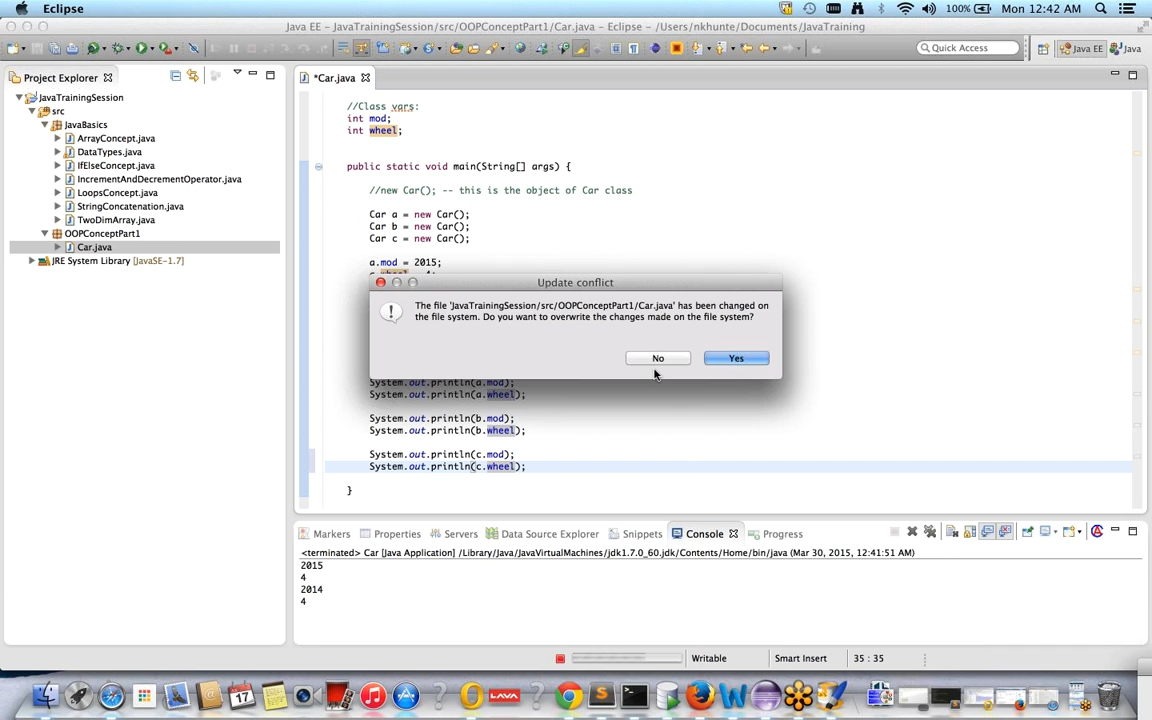 Eclipse
100%
Mon 12:42 AM
Java EE – JavaTrainingSession/src/OOPConceptPart1/Car.java – Eclipse – /Users/nkhunte/Documents/JavaTraining
Quick Access
Java EE
Java
Project Explorer
JavaTrainingSession
src
JavaBasics
ArrayConcept.java
DataTypes.java
IfElseConcept.java
IncrementAndDecrementOperator.java
LoopsConcept.java
StringConcatenation.java
TwoDimArray.java
OOPConceptPart1
Car.java
JRE System Library [JavaSE-1.7]
*Car.java
//Class vars:
int mod;
int wheel;
public static void main(String[] args) {
//new Car(); -- this is the object of Car class
Car a = new Car();
Car b = new Car();
Car c = new Car();
a.mod = 2015;
Update conflict
The file 'JavaTrainingSession/src/OOPConceptPart1/Car.java' has been changed on
the file system. Do you want to overwrite the changes made on the file system?
No
Yes
System.out.println(a.mod);
System.out.println(a.wheel);
System.out.println(b.mod);
System.out.println(b.wheel);
System.out.println(c.mod);
System.out.println(c.wheel);
}
Markers
Properties
Servers
Data Source Explorer
Snippets
Console
Progress
<terminated> Car [Java Application] /Library/Java/JavaVirtualMachines/jdk1.7.0_60.jdk/Contents/Home/bin/java (Mar 30, 2015, 12:41:51 AM)
2015
4
2014
4
Writable
Smart Insert
35 : 35
17
LAVA